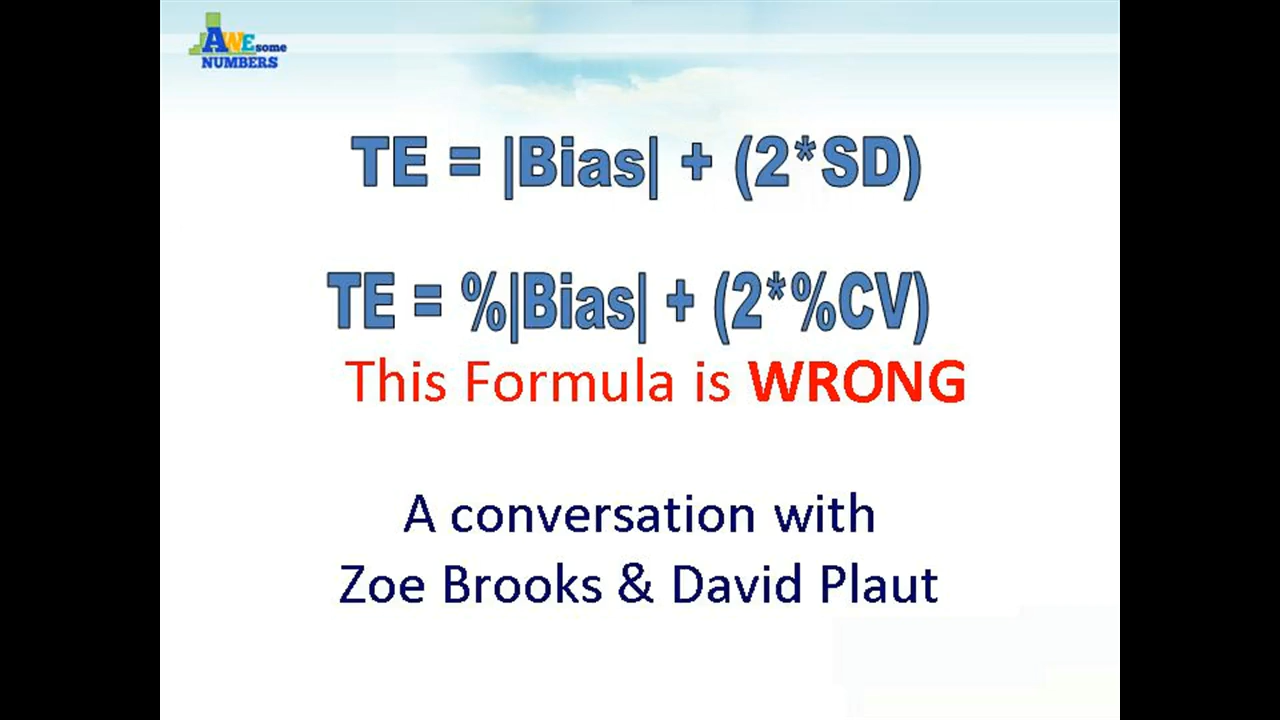 AWEsome
NUMBERS
TE = |Bias| + (2*SD)
TE = %|Bias| + (2*%CV)
This Formula is WRONG
A conversation with
Zoe Brooks & David Plaut